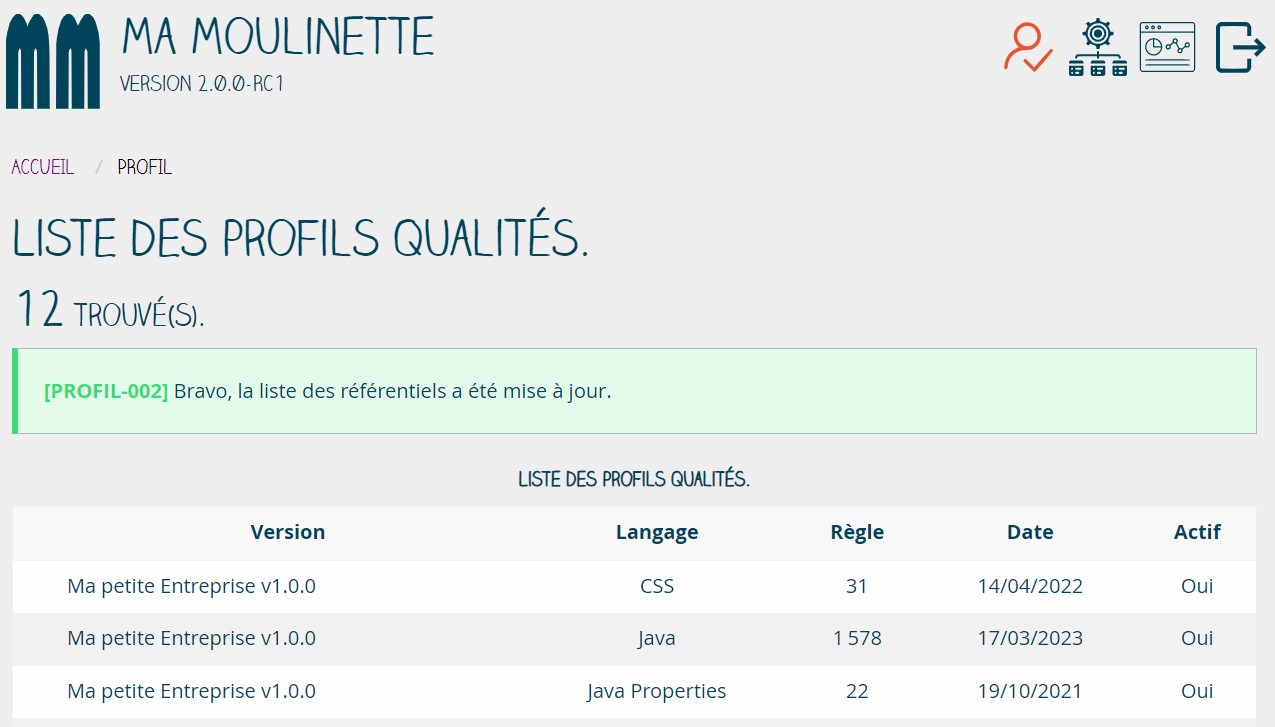 MA MOULINETTE
VERSION 2.0.0-RC1
ACCUEIL / PROFIL
LISTE DES PROFILS QUALITÉS.
12 TROUVÉ(S).
[PROFIL-002] Bravo, la liste des référentiels a été mise à jour.
LISTE DES PROFILS QUALITÉS.
Version Langage Règle Date Actif
Ma petite Entreprise v1.0.0 CSS 31 14/04/2022 Oui
Ma petite Entreprise v1.0.0 Java 1 578 17/03/2023 Oui
Ma petite Entreprise v1.0.0 Java Properties 22 19/10/2021 Oui